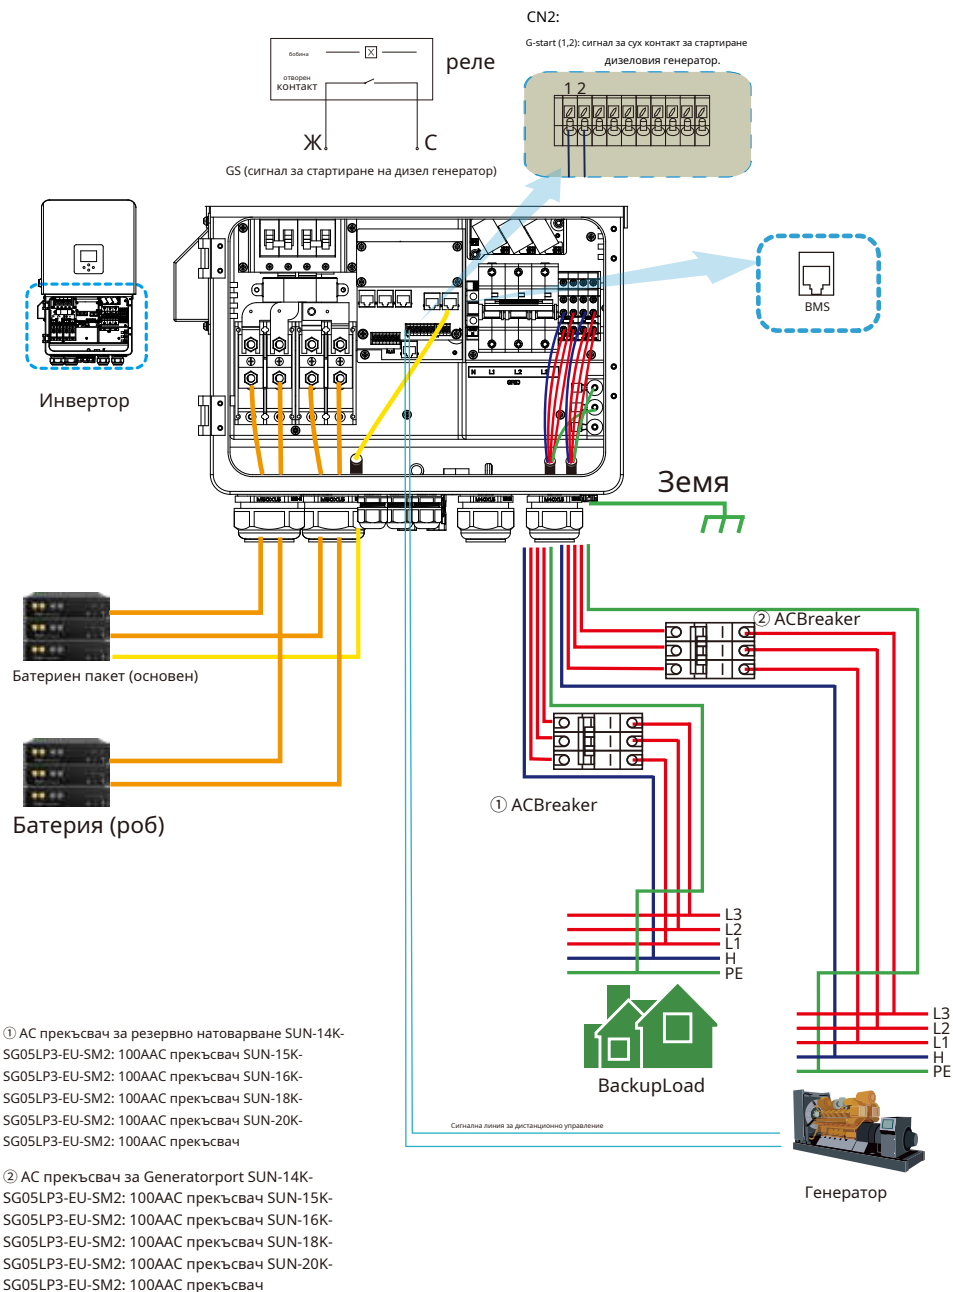 CN2:
G-start (1,2): сигнал за сух контакт за стартиране
дизеловия генератор.
1 2
бобина
X
реле
отворен
контакт
Ж
С
GS (сигнал за стартиране на дизел генератор)
BMS
Инвертор
N L1 L2 L3
GRID
Земя
② ACBreaker
Батериен пакет (основен)
① ACBreaker
Батерия (роб)
L3
L2
L1
Н
PE
L3
L2
L1
Н
PE
BackupLoad
Сигнална линия за дистанционно управление
Генератор
① АС прекъсвач за резервно натоварване SUN-14K-
SG05LP3-EU-SM2: 100AAC прекъсвач SUN-15K-
SG05LP3-EU-SM2: 100AAC прекъсвач SUN-16K-
SG05LP3-EU-SM2: 100AAC прекъсвач SUN-18K-
SG05LP3-EU-SM2: 100AAC прекъсвач SUN-20K-
SG05LP3-EU-SM2: 100AAC прекъсвач
② АС прекъсвач за Generatorport SUN-14K-
SG05LP3-EU-SM2: 100AAC прекъсвач SUN-15K-
SG05LP3-EU-SM2: 100AAC прекъсвач SUN-16K-
SG05LP3-EU-SM2: 100AAC прекъсвач SUN-18K-
SG05LP3-EU-SM2: 100AAC прекъсвач SUN-20K-
SG05LP3-EU-SM2: 100AAC прекъсвач